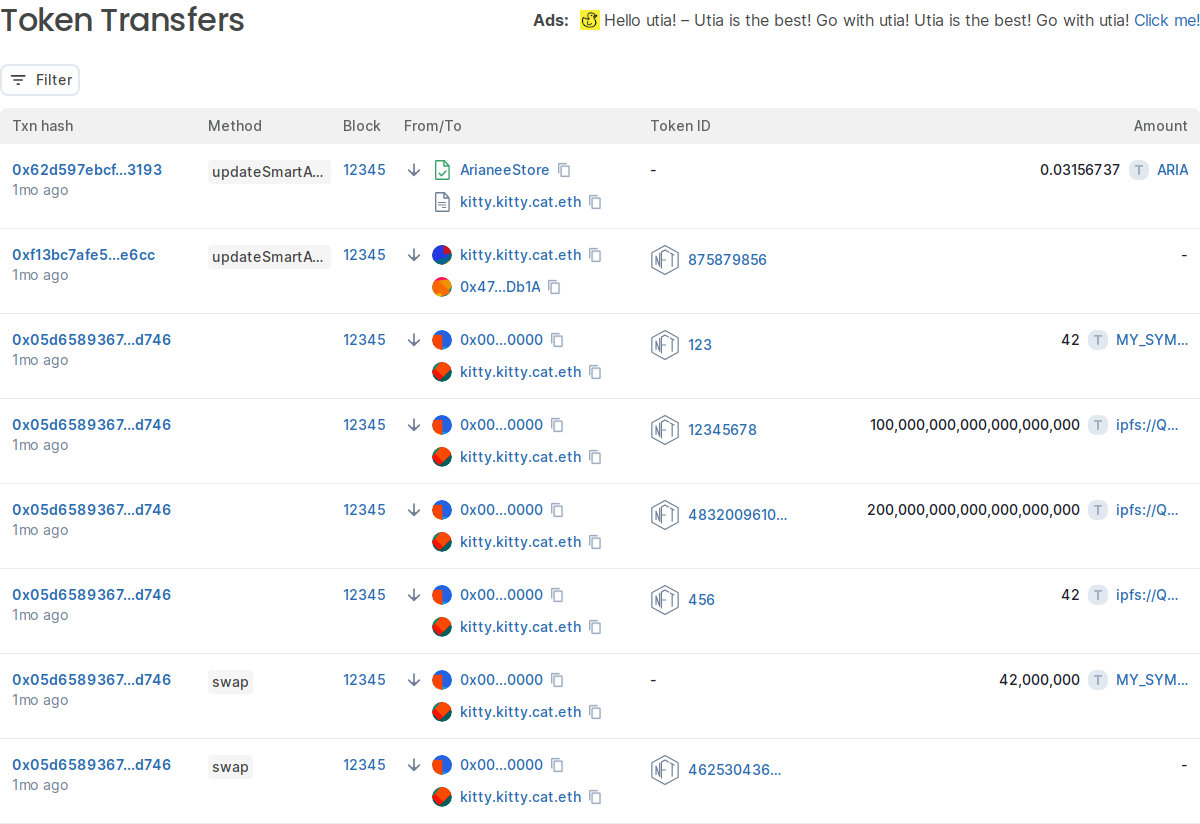 Token Transfers
Ads: Hello utia! – Utia is the best! Go with utia! Utia is the best! Go with utia! Click me!
Filter
Txn hash Method Block From/To Token ID Amount
0x62d597ebcf...3193 updateSmartA... 12345 ArianeeStore - 0.03156737 T ARIA
1mo ago kitty.kitty.cat.eth
0xf13bc7afe5...e6cc updateSmartA... 12345 kitty.kitty.cat.eth NFT 875879856 -
1mo ago 0x47...Db1A
0x05d6589367...d746 12345 0x00...0000 NFT 123 42 T MY_SYM...
1mo ago kitty.kitty.cat.eth
0x05d6589367...d746 12345 0x00...0000 NFT 12345678 100,000,000,000,000,000,000 T ipfs://Q...
1mo ago kitty.kitty.cat.eth
0x05d6589367...d746 12345 0x00...0000 NFT 4832009610... 200,000,000,000,000,000,000 T ipfs://Q...
1mo ago kitty.kitty.cat.eth
0x05d6589367...d746 12345 0x00...0000 NFT 456 42 T ipfs://Q...
1mo ago kitty.kitty.cat.eth
0x05d6589367...d746 swap 12345 0x00...0000 - 42,000,000 T MY_SYM...
1mo ago kitty.kitty.cat.eth
0x05d6589367...d746 swap 12345 0x00...0000 NFT 462530436... -
1mo ago kitty.kitty.cat.eth